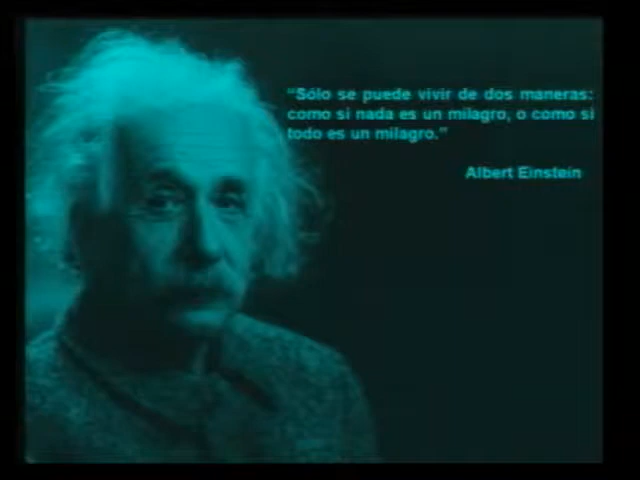 “Sólo se puede vivir de dos maneras:
como si nada es un milagro, o como si
todo es un milagro.”
Albert Einstein